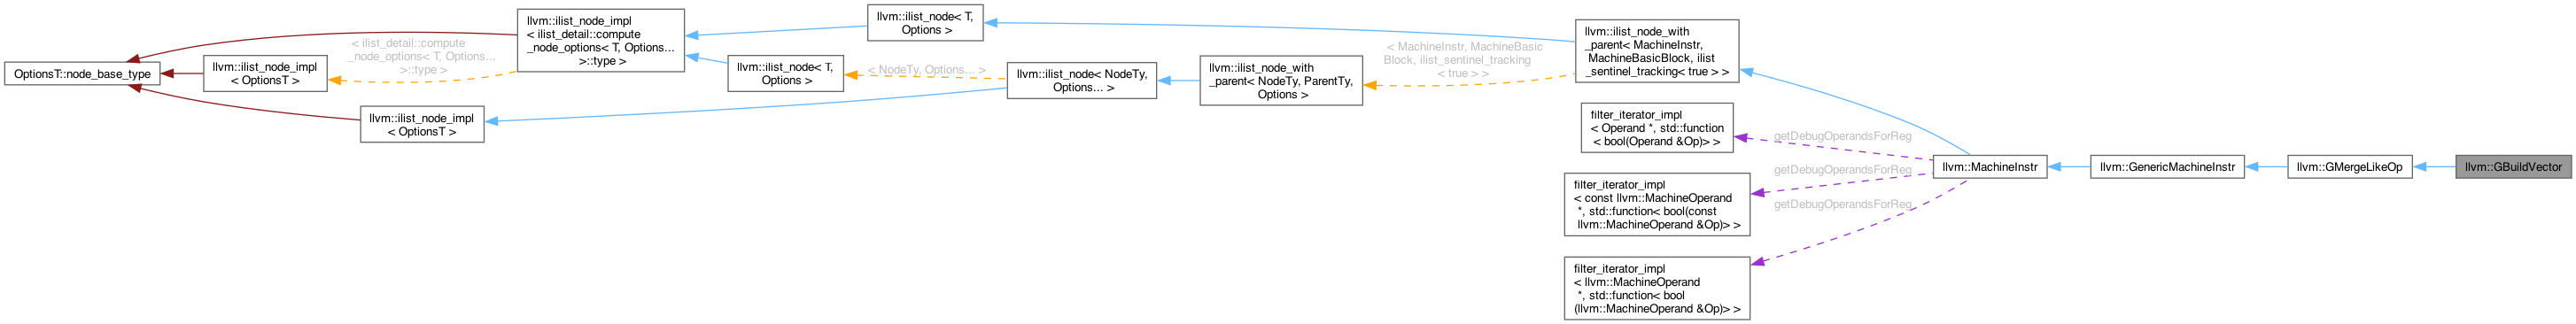 OptionsT::node_base_type
llvm::ilist_node_impl
< OptionsT >
< ilist_detail::compute
_node_options< T, Options...
>::type >
llvm::ilist_node_impl
< OptionsT >
llvm::ilist_node_impl
< ilist_detail::compute
_node_options< T, Options...
>::type >
llvm::ilist_node< T,
Options >
llvm::ilist_node< T,
Options >
< NodeTy, Options... >
llvm::ilist_node< NodeTy,
Options... >
llvm::ilist_node_with
_parent< NodeTy, ParentTy,
Options >
< MachineInstr, MachineBasic
Block, ilist_sentinel_tracking
< true > >
llvm::ilist_node_with
_parent< MachineInstr,
MachineBasicBlock, ilist
_sentinel_tracking< true > >
filter_iterator_impl
< Operand *, std::function
< bool(Operand &Op)> >
filter_iterator_impl
< const llvm::MachineOperand
*, std::function< bool(const
llvm::MachineOperand &Op)> >
filter_iterator_impl
< llvm::MachineOperand
*, std::function< bool
(llvm::MachineOperand &Op)> >
getDebugOperandsForReg
getDebugOperandsForReg
getDebugOperandsForReg
llvm::MachineInstr
llvm::GenericMachineInstr
llvm::GMergeLikeOp
llvm::GBuildVector